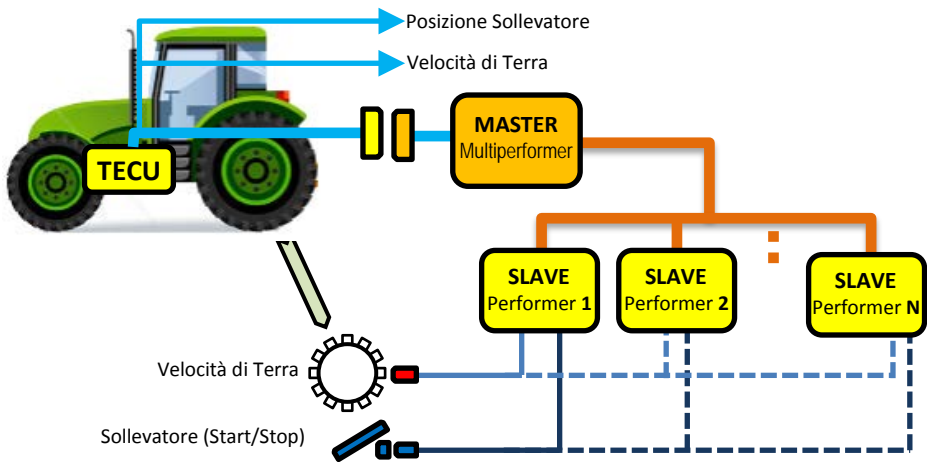 Posizione Sollevatore
Velocità di Terra
MASTER
Multiperformer
TECU
SLAVE
Performer 1
SLAVE
Performer 2
SLAVE
Performer N
Velocità di Terra
Sollevatore (Start/Stop)